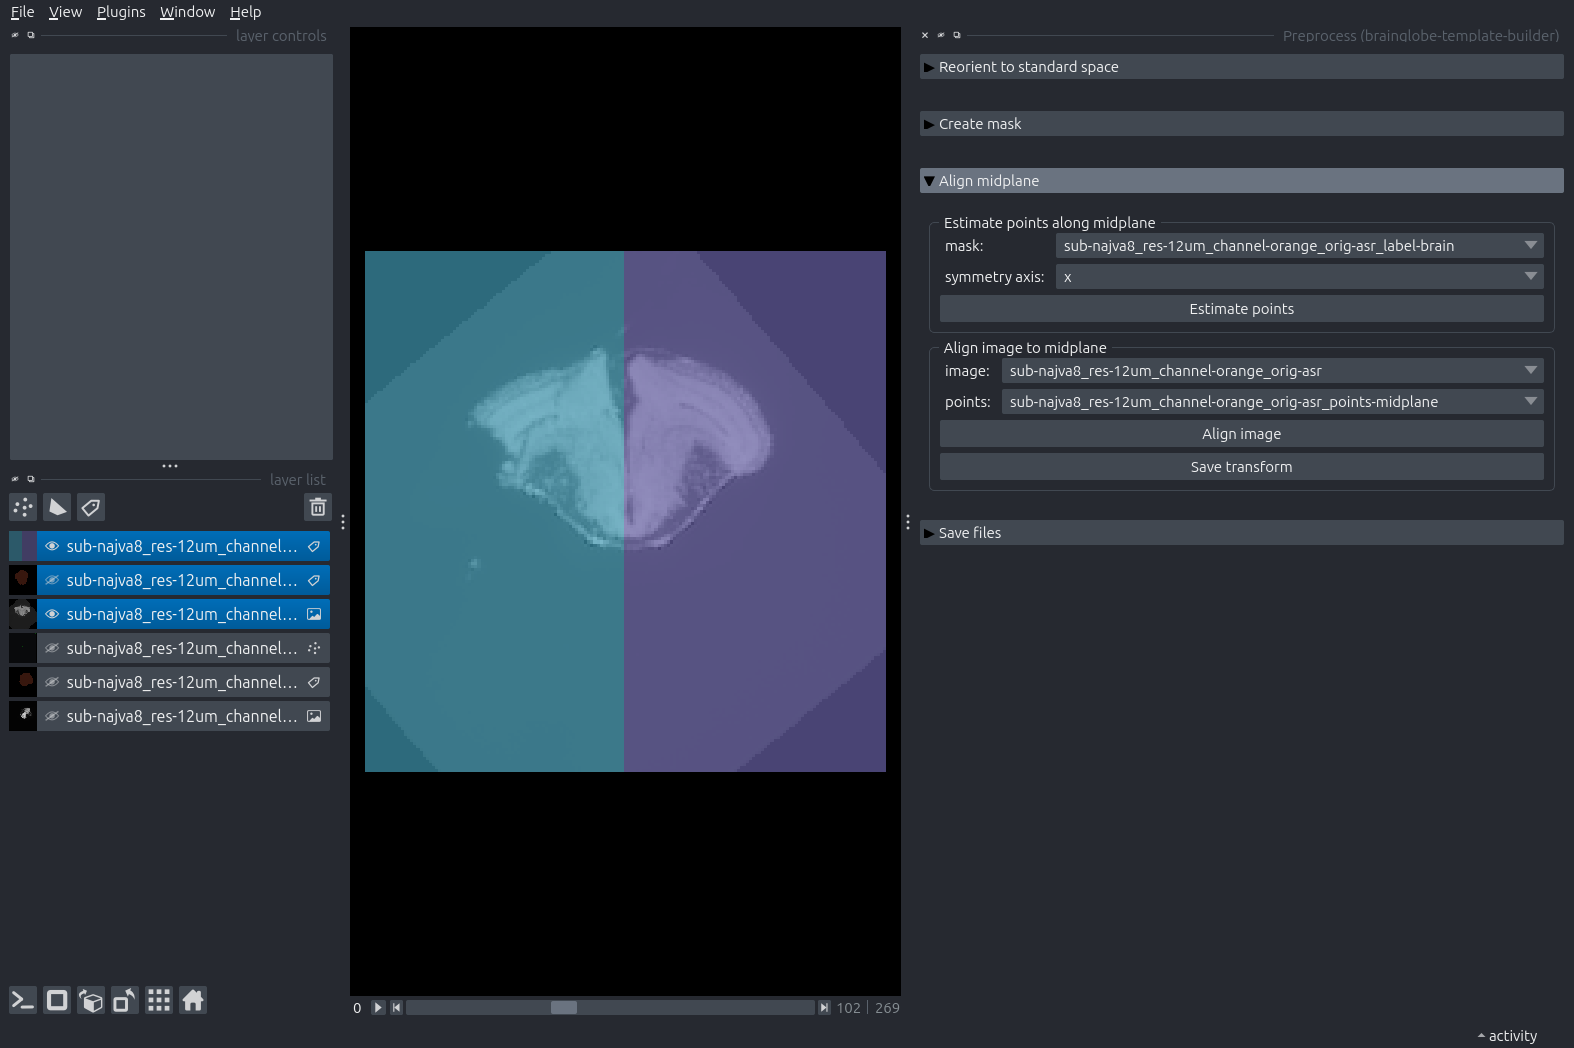 File View Plugins Window Help
layer controls
Preprocess (brainglobe-template-builder)
Reorient to standard space
Create mask
Align midplane
Estimate points along midplane
mask: sub-najva8_res-12um_channel-orange_orig-asr_label-brain
symmetry axis: x
Estimate points
Align image to midplane
image: sub-najva8_res-12um_channel-orange_orig-asr
points: sub-najva8_res-12um_channel-orange_orig-asr_points-midplane
Align image
Save transform
Save files
layer list
sub-najva8_res-12um_channel...
sub-najva8_res-12um_channel...
sub-najva8_res-12um_channel...
sub-najva8_res-12um_channel...
sub-najva8_res-12um_channel...
sub-najva8_res-12um_channel...
0 102 | 269
activity